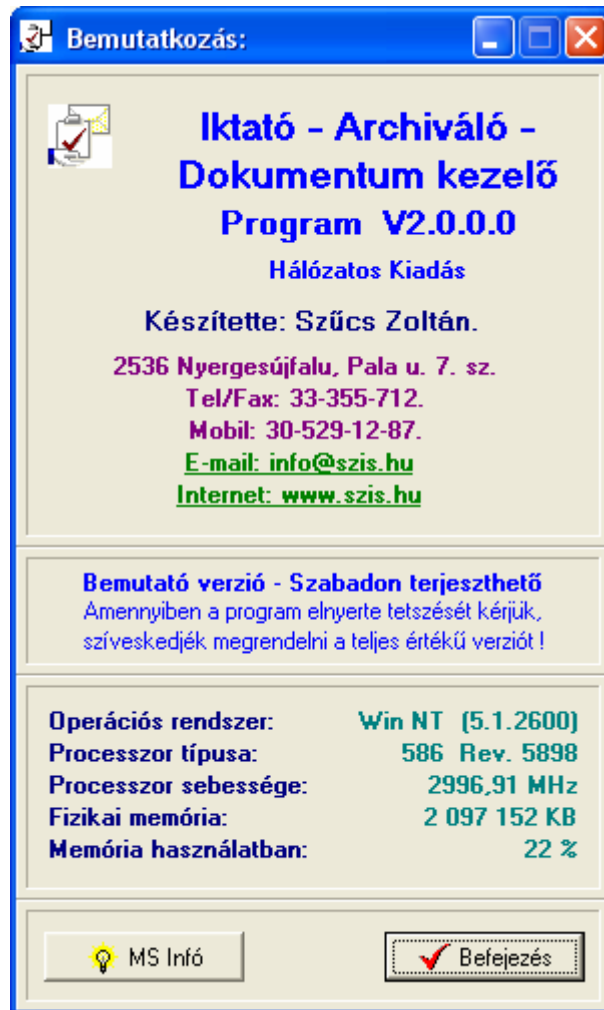 Bemutatkozás:
Iktató - Archiváló -
Dokumentum kezelő
Program V2.0.0.0
Hálózatos Kiadás
Készítette: Szűcs Zoltán.
2536 Nyergesújfalu, Pala u. 7. sz.
Tel/Fax: 33-355-712.
Mobil: 30-529-12-87.
E-mail: info@szis.hu
Internet: www.szis.hu
Bemutató verzió - Szabadon terjeszthető
Amennyiben a program elnyerte tetszését kérjük,
szíveskedjék megrendelni a teljes értékű verziót !
Operációs rendszer: Win NT (5.1.2600)
Processzor típusa: 586 Rev. 5898
Processzor sebessége: 2996,91 MHz
Fizikai memória: 2 097 152 KB
Memória használatban: 22 %
MS Infó Befejezés